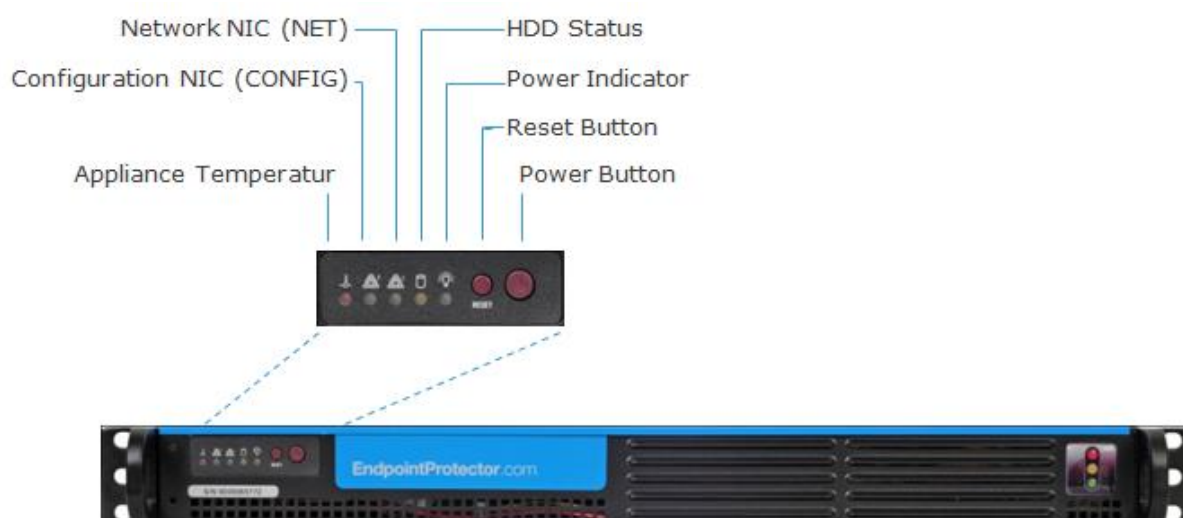 Network NIC (NET)
HDD Status
Configuration NIC (CONFIG)
Power Indicator
Reset Button
Appliance Temperatur
Power Button
RESET
EndpointProtector.com